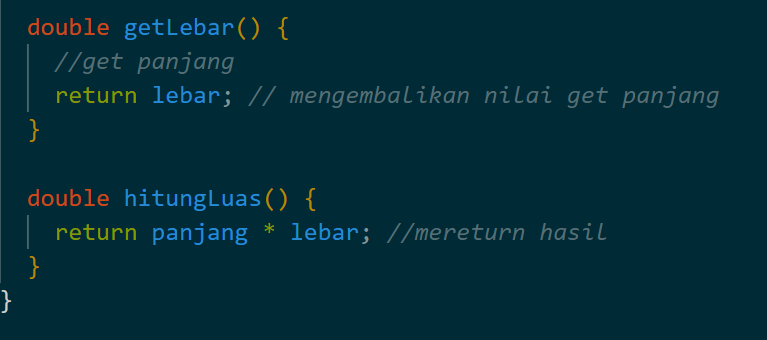 double getLebar() {
//get panjang
return lebar; // mengembalikan nilai get panjang
}
double hitungLuas() {
return panjang * lebar; //mereturn hasil
}
}